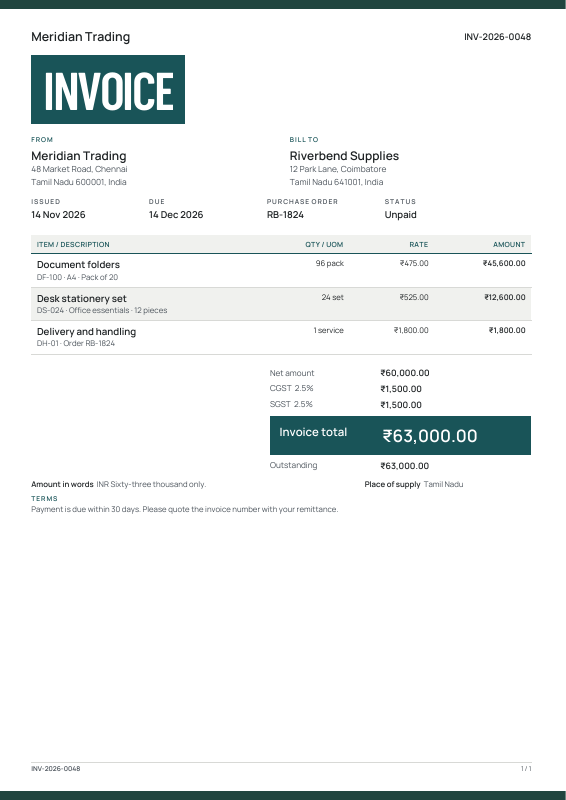 Meridian Trading INV-2026-0048
INVOICE
FROM BILL TO
Meridian Trading Riverbend Supplies
48 Market Road, Chennai 12 Park Lane, Coimbatore
Tamil Nadu 600001, India Tamil Nadu 641001, India
ISSUED DUE PURCHASE ORDER STATUS
14 Nov 2026 14 Dec 2026 RB-1824 Unpaid
ITEM / DESCRIPTION QTY / UOM RATE AMOUNT
Document folders 96 pack ₹475.00 ₹45,600.00
DF-100 · A4 · Pack of 20
Desk stationery set 24 set ₹525.00 ₹12,600.00
DS-024 · Office essentials · 12 pieces
Delivery and handling 1 service ₹1,800.00 ₹1,800.00
DH-01 · Order RB-1824
Net amount ₹60,000.00
CGST 2.5% ₹1,500.00
SGST 2.5% ₹1,500.00
Invoice total ₹63,000.00
Outstanding ₹63,000.00
Amount in words INR Sixty-three thousand only. Place of supply Tamil Nadu
TERMS
Payment is due within 30 days. Please quote the invoice number with your remittance.
INV-2026-0048 1 / 1